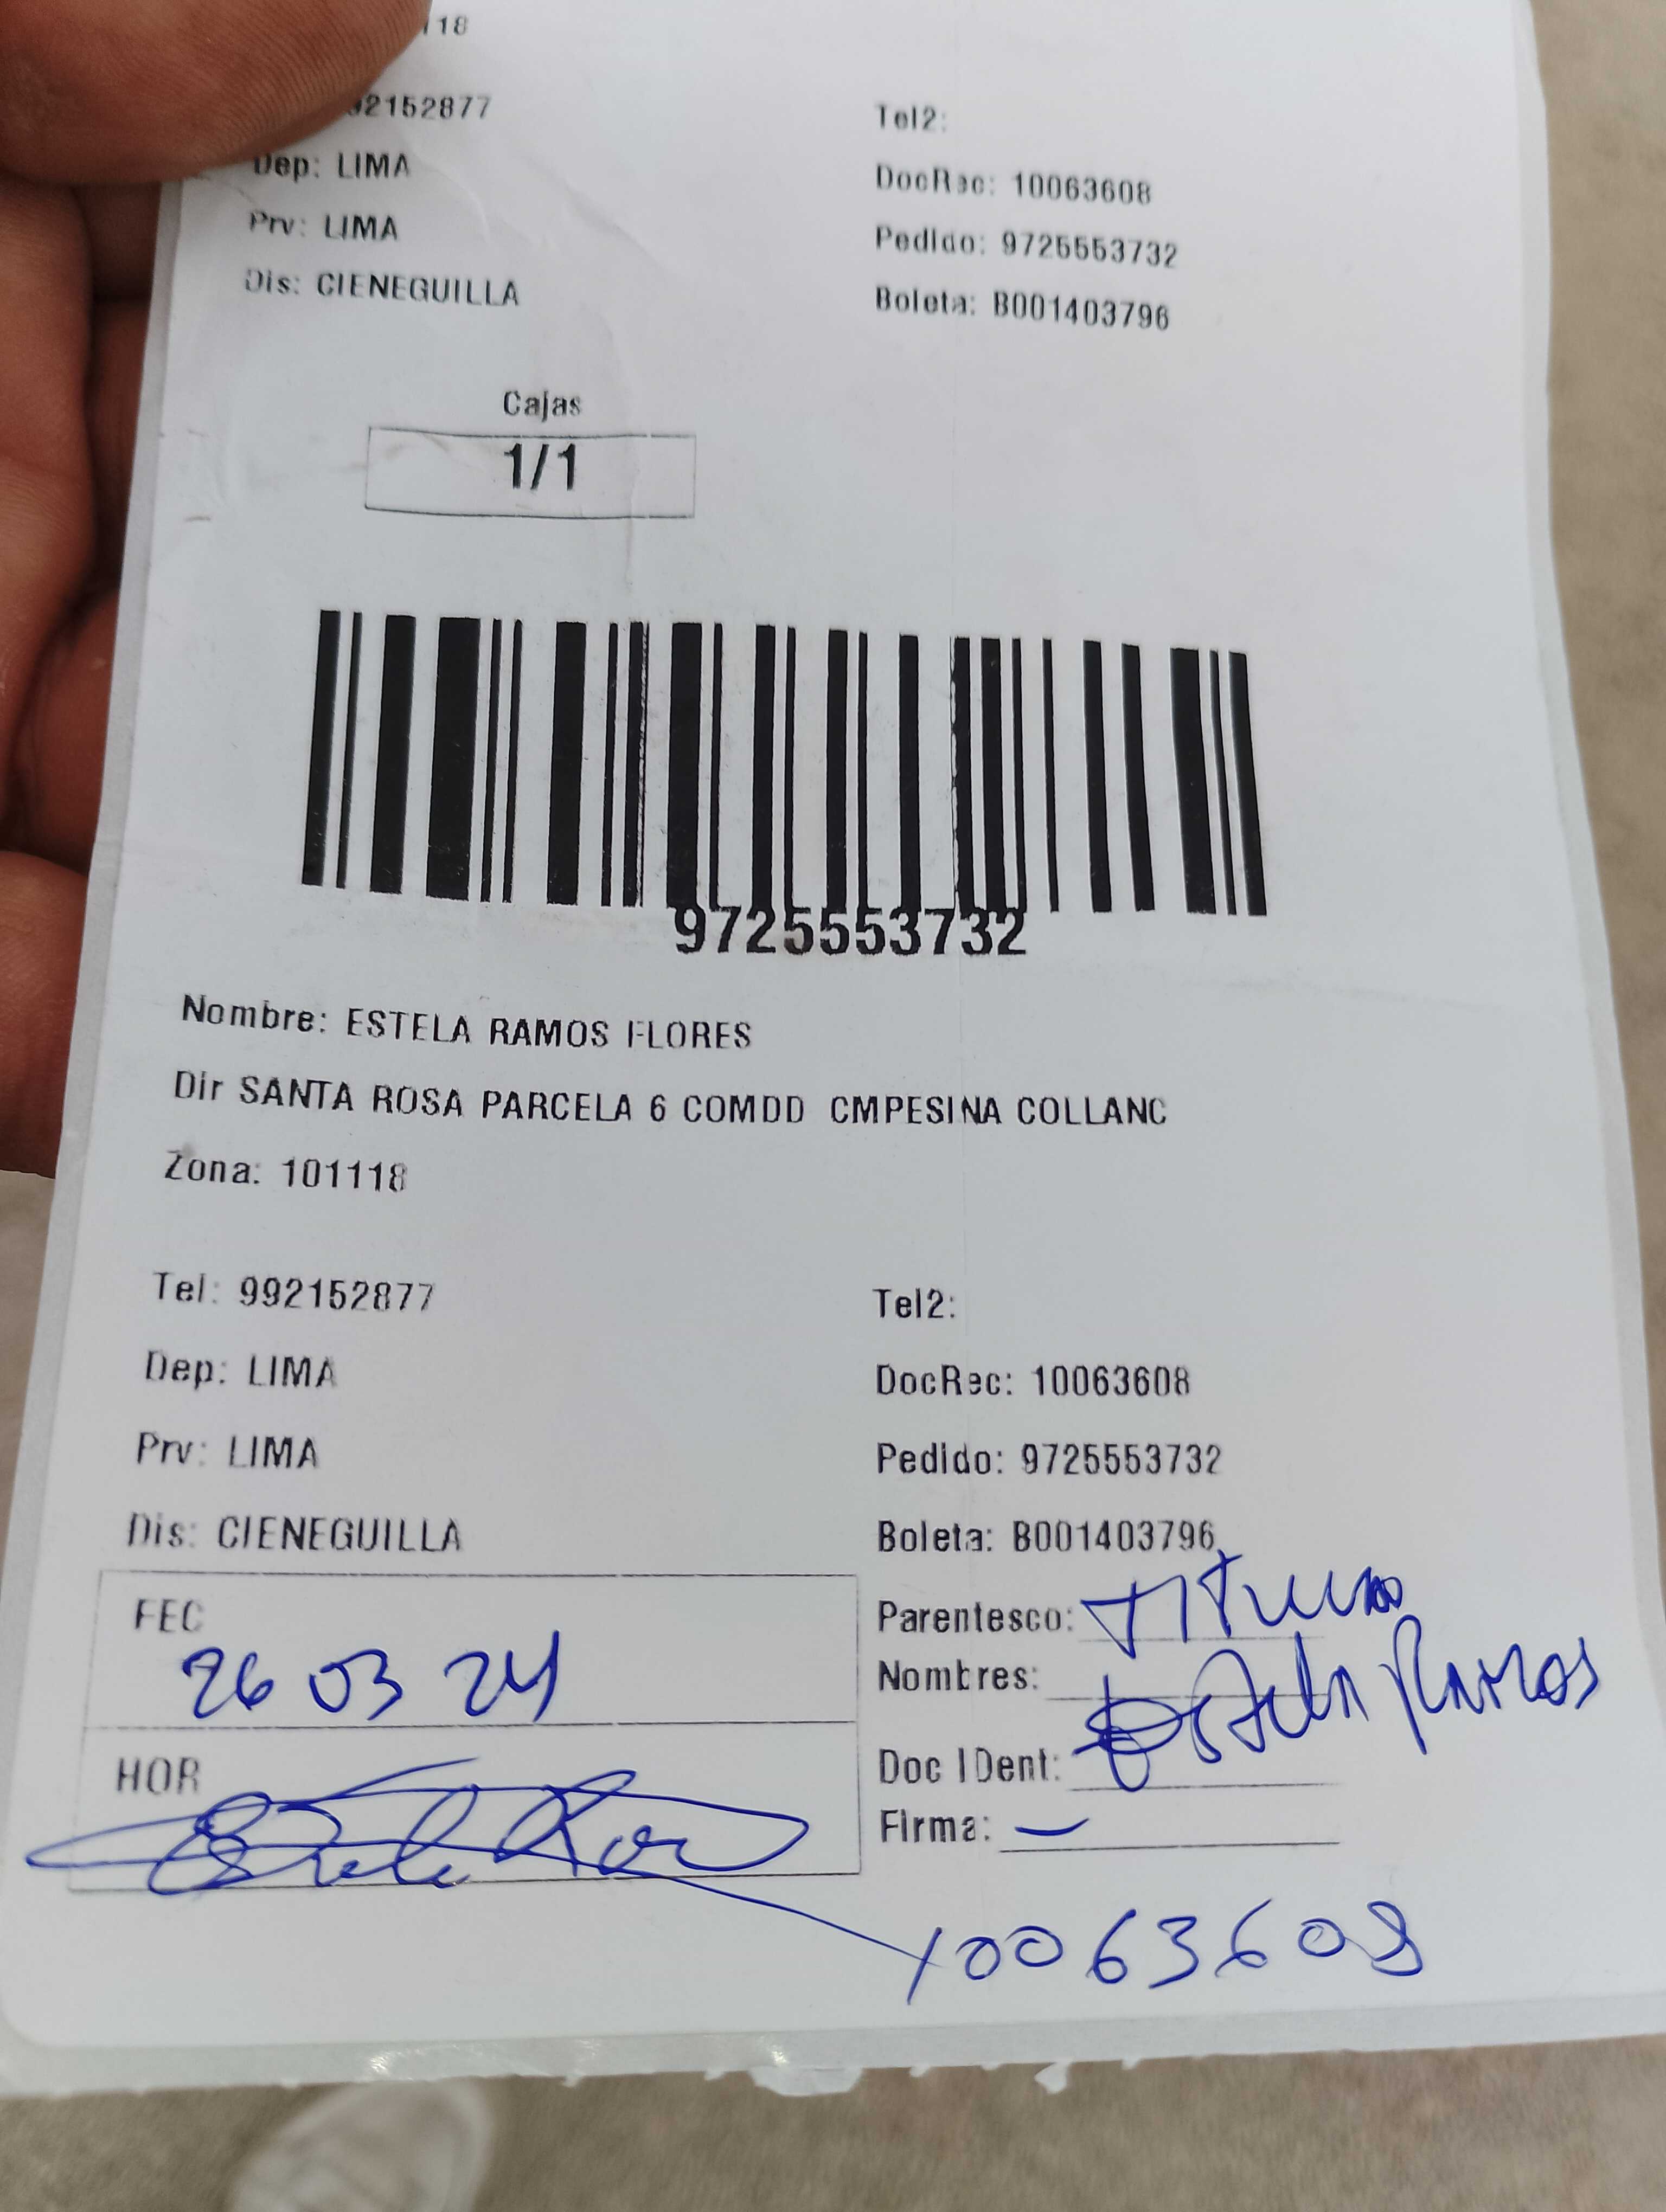 118
92152877 Tel2:
Dep: LIMA DocRec: 10063608
Prv: LIMA Pedido: 9725553732
Dis: CIENEGUILLA Boleta: B001403796
Cajas
1/1
9725553732
Nombre: ESTELA RAMOS FLORES
Dir SANTA ROSA PARCELA 6 COMDD CMPESINA COLLANC
Zona: 101118
Tel: 992152877 Tel2:
Dep: LIMA DocRec: 10063608
Prv: LIMA Pedido: 9725553732
Dis: CIENEGUILLA Boleta: B001403796
FEC
26 03 24
HOR
Parentesco:
Nombres: Estela Ramos
Doc IDent:
Firma: —
10063608